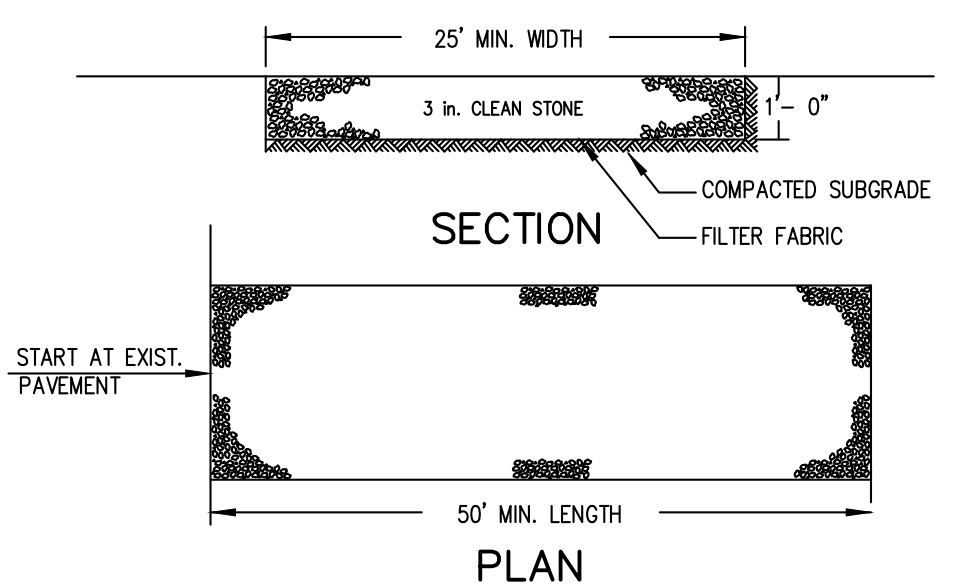 25' MIN. WIDTH
3 in. CLEAN STONE
1'- 0"
COMPACTED SUBGRADE
SECTION
FILTER FABRIC
START AT EXIST.
PAVEMENT
50' MIN. LENGTH
PLAN